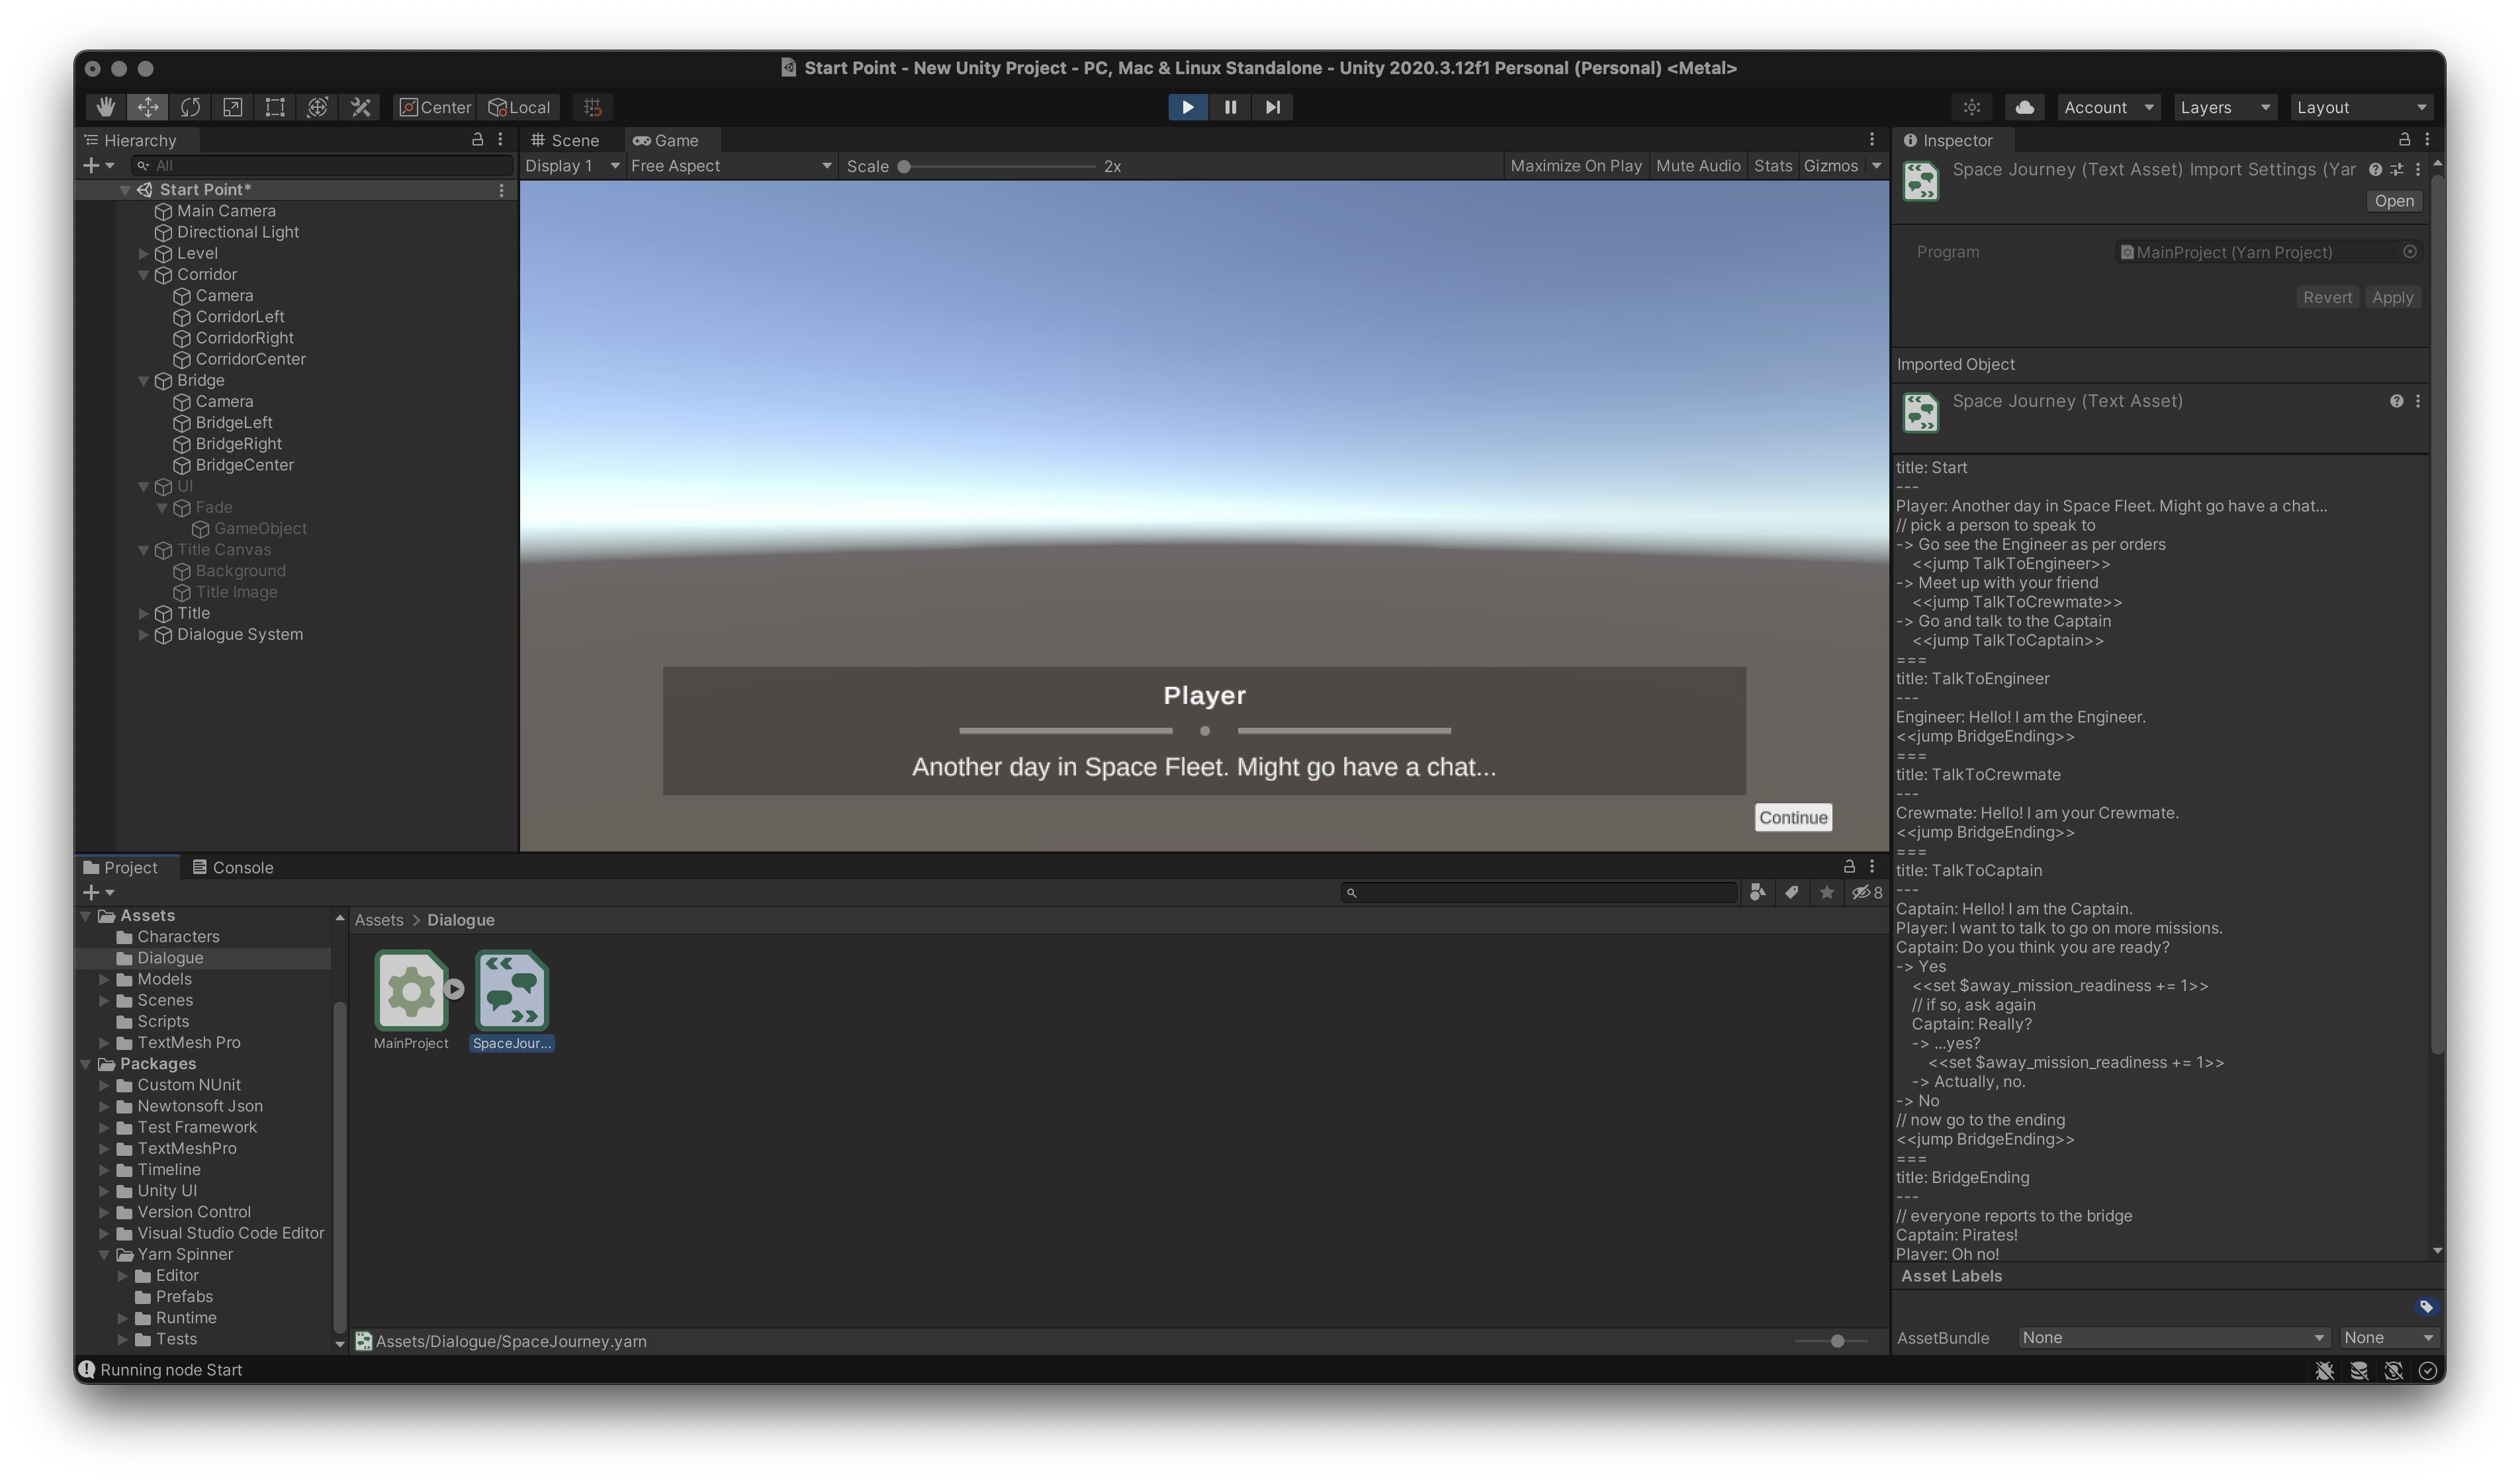 Start Point - New Unity Project - PC, Mac & Linux Standalone - Unity 2020.3.12f1 Personal (Personal) <Metal>
Center
Local
Account
Layers
Layout
Hierarchy
All
Start Point*
Main Camera
Directional Light
Level
Corridor
Camera
CorridorLeft
CorridorRight
CorridorCenter
Bridge
Camera
BridgeLeft
BridgeRight
BridgeCenter
UI
Fade
GameObject
Title Canvas
Background
Title Image
Title
Dialogue System
Scene
Game
Display 1
Free Aspect
Scale
2x
Maximize On Play
Mute Audio
Stats
Gizmos
Player
Another day in Space Fleet. Might go have a chat...
Continue
Project
Console
8
Assets
Characters
Dialogue
Models
Scenes
Scripts
TextMesh Pro
Packages
Custom NUnit
Newtonsoft Json
Test Framework
TextMeshPro
Timeline
Unity UI
Version Control
Visual Studio Code Editor
Yarn Spinner
Editor
Prefabs
Runtime
Tests
Assets > Dialogue
MainProject
SpaceJour...
Assets/Dialogue/SpaceJourney.yarn
Inspector
Space Journey (Text Asset) Import Settings (Yar
Open
Program
MainProject (Yarn Project)
Revert
Apply
Imported Object
Space Journey (Text Asset)
title: Start
---
Player: Another day in Space Fleet. Might go have a chat...
// pick a person to speak to
-> Go see the Engineer as per orders
<<jump TalkToEngineer>>
-> Meet up with your friend
<<jump TalkToCrewmate>>
-> Go and talk to the Captain
<<jump TalkToCaptain>>
===
title: TalkToEngineer
---
Engineer: Hello! I am the Engineer.
<<jump BridgeEnding>>
===
title: TalkToCrewmate
---
Crewmate: Hello! I am your Crewmate.
<<jump BridgeEnding>>
===
title: TalkToCaptain
---
Captain: Hello! I am the Captain.
Player: I want to talk to go on more missions.
Captain: Do you think you are ready?
-> Yes
<<set $away_mission_readiness += 1>>
// if so, ask again
Captain: Really?
-> ...yes?
<<set $away_mission_readiness += 1>>
-> Actually, no.
-> No
// now go to the ending
<<jump BridgeEnding>>
===
title: BridgeEnding
---
// everyone reports to the bridge
Captain: Pirates!
Player: Oh no!
Asset Labels
AssetBundle
None
None
Running node Start